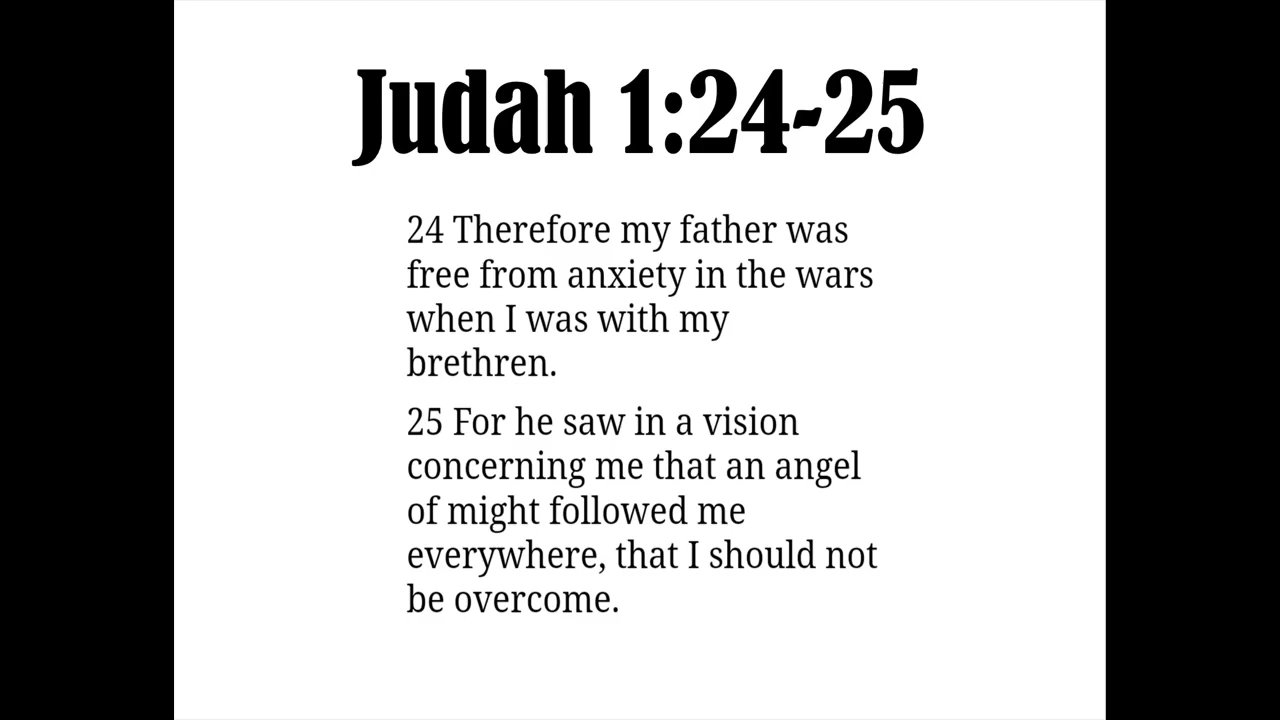 Judah 1:24-25
24 Therefore my father was
free from anxiety in the wars
when I was with my
brethren.
25 For he saw in a vision
concerning me that an angel
of might followed me
everywhere, that I should not
be overcome.